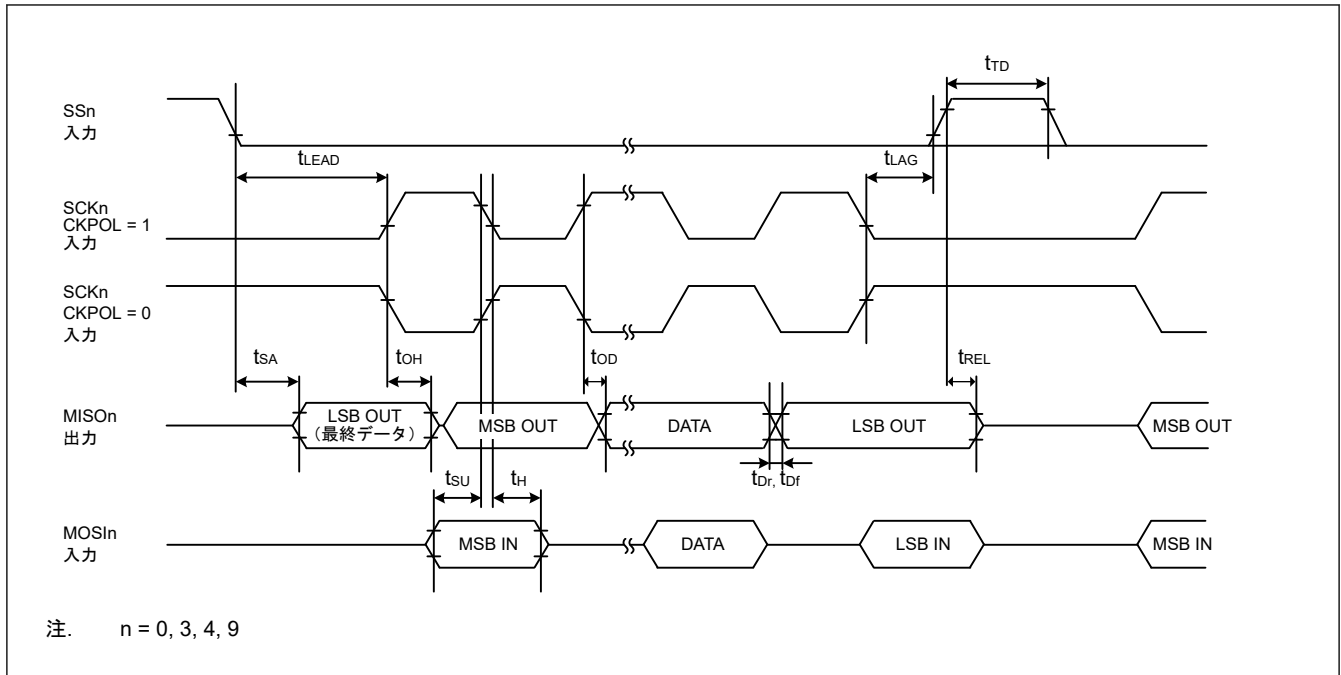 tTD
SSn
入力
tLEAD
tLAG
SCKn
CKPOL = 1
入力
SCKn
CKPOL = 0
入力
tSA
tOH
tOD
tREL
MISOn
出力
LSB OUT
（最終データ）
MSB OUT
DATA
LSB OUT
MSB OUT
tSU
tH
tDr, tDf
MOSIn
入力
MSB IN
DATA
LSB IN
MSB IN
注. n = 0, 3, 4, 9